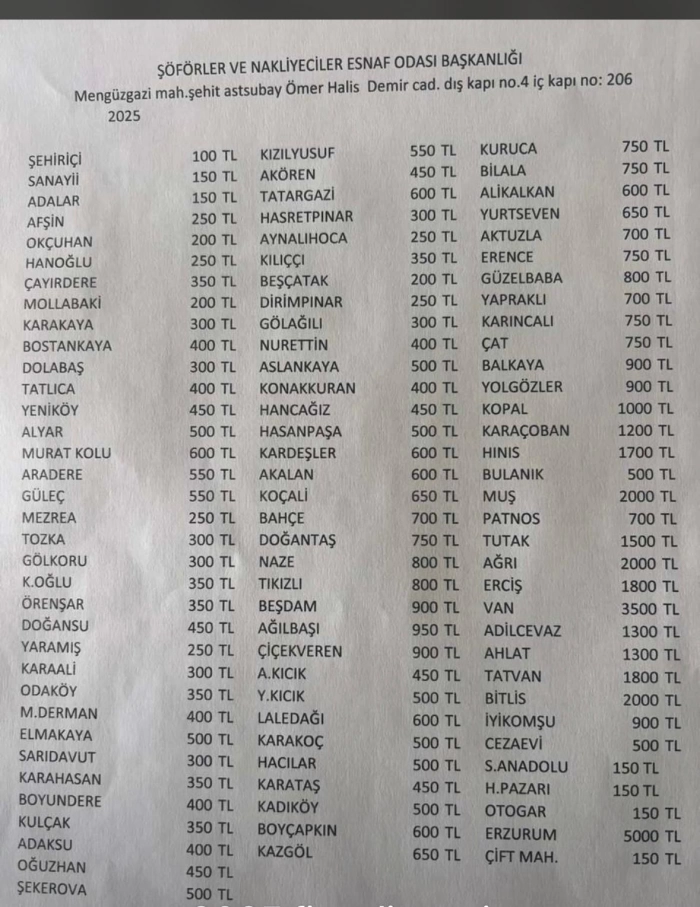 ŞÖFÖRLER VE NAKLİYECİLER ESNAF ODASI BAŞKANLIĞI
Mengüzgazi mah.şehit astsubay Ömer Halis Demir cad. dış kapı no.4 iç kapı no: 206
2025
ŞEHİRİÇİ 100 TL KIZILYUSUF 550 TL KURUCA 750 TL
SANAYİİ 150 TL AKÖREN 450 TL BİLALA 750 TL
ADALAR 150 TL TATARGAZİ 600 TL ALİKALKAN 600 TL
AFŞİN 250 TL HASRETPINAR 300 TL YURTSEVEN 650 TL
OKÇUHAN 200 TL AYNALIHOCA 250 TL AKTUZLA 700 TL
HANOĞLU 250 TL KILIÇÇI 350 TL ERENCE 750 TL
ÇAYIRDERE 350 TL BEŞÇATAK 200 TL GÜZELBABA 800 TL
MOLLABAKİ 200 TL DİRİMPINAR 250 TL YAPRAKLI 700 TL
KARAKAYA 300 TL GÖLAĞILI 300 TL KARINCALI 750 TL
BOSTANKAYA 400 TL NURETTİN 400 TL ÇAT 750 TL
DOLABAŞ 300 TL ASLANKAYA 500 TL BALKAYA 900 TL
TATLICA 400 TL KONAKKURAN 400 TL YOLGÖZLER 900 TL
YENİKÖY 450 TL HANCAĞIZ 450 TL KOPAL 1000 TL
ALYAR 500 TL HASANPAŞA 500 TL KARAÇOBAN 1200 TL
MURAT KOLU 600 TL KARDEŞLER 600 TL HINIS 1700 TL
ARADERE 550 TL AKALAN 600 TL BULANIK 500 TL
GÜLEÇ 550 TL KOÇALİ 650 TL MUŞ 2000 TL
MEZREA 250 TL BAHÇE 700 TL PATNOS 700 TL
TOZKA 300 TL DOĞANTAŞ 750 TL TUTAK 1500 TL
GÖLKORU 300 TL NAZE 800 TL AĞRI 2000 TL
K.OĞLU 350 TL TIKIZLI 800 TL ERCİŞ 1800 TL
ÖRENŞAR 350 TL BEŞDAM 900 TL VAN 3500 TL
DOĞANSU 450 TL AĞILBAŞI 950 TL ADİLCEVAZ 1300 TL
YARAMIŞ 250 TL ÇİÇEKVEREN 900 TL AHLAT 1300 TL
KARAALİ 300 TL A.KICIK 450 TL TATVAN 1800 TL
ODAKÖY 350 TL Y.KICIK 500 TL BİTLİS 2000 TL
M.DERMAN 400 TL LALEDAĞI 600 TL İYİKOMŞU 900 TL
ELMAKAYA 500 TL KARAKOÇ 500 TL CEZAEVİ 500 TL
SARIDAVUT 300 TL HACILAR 500 TL S.ANADOLU 150 TL
KARAHASAN 350 TL KARATAŞ 450 TL H.PAZARI 150 TL
BOYUNDERE 400 TL KADIKÖY 500 TL OTOGAR 150 TL
KULÇAK 350 TL BOYÇAPKIN 600 TL ERZURUM 5000 TL
ADAKSU 400 TL KAZGÖL 650 TL ÇİFT MAH. 150 TL
OĞUZHAN 450 TL
ŞEKEROVA 500 TL